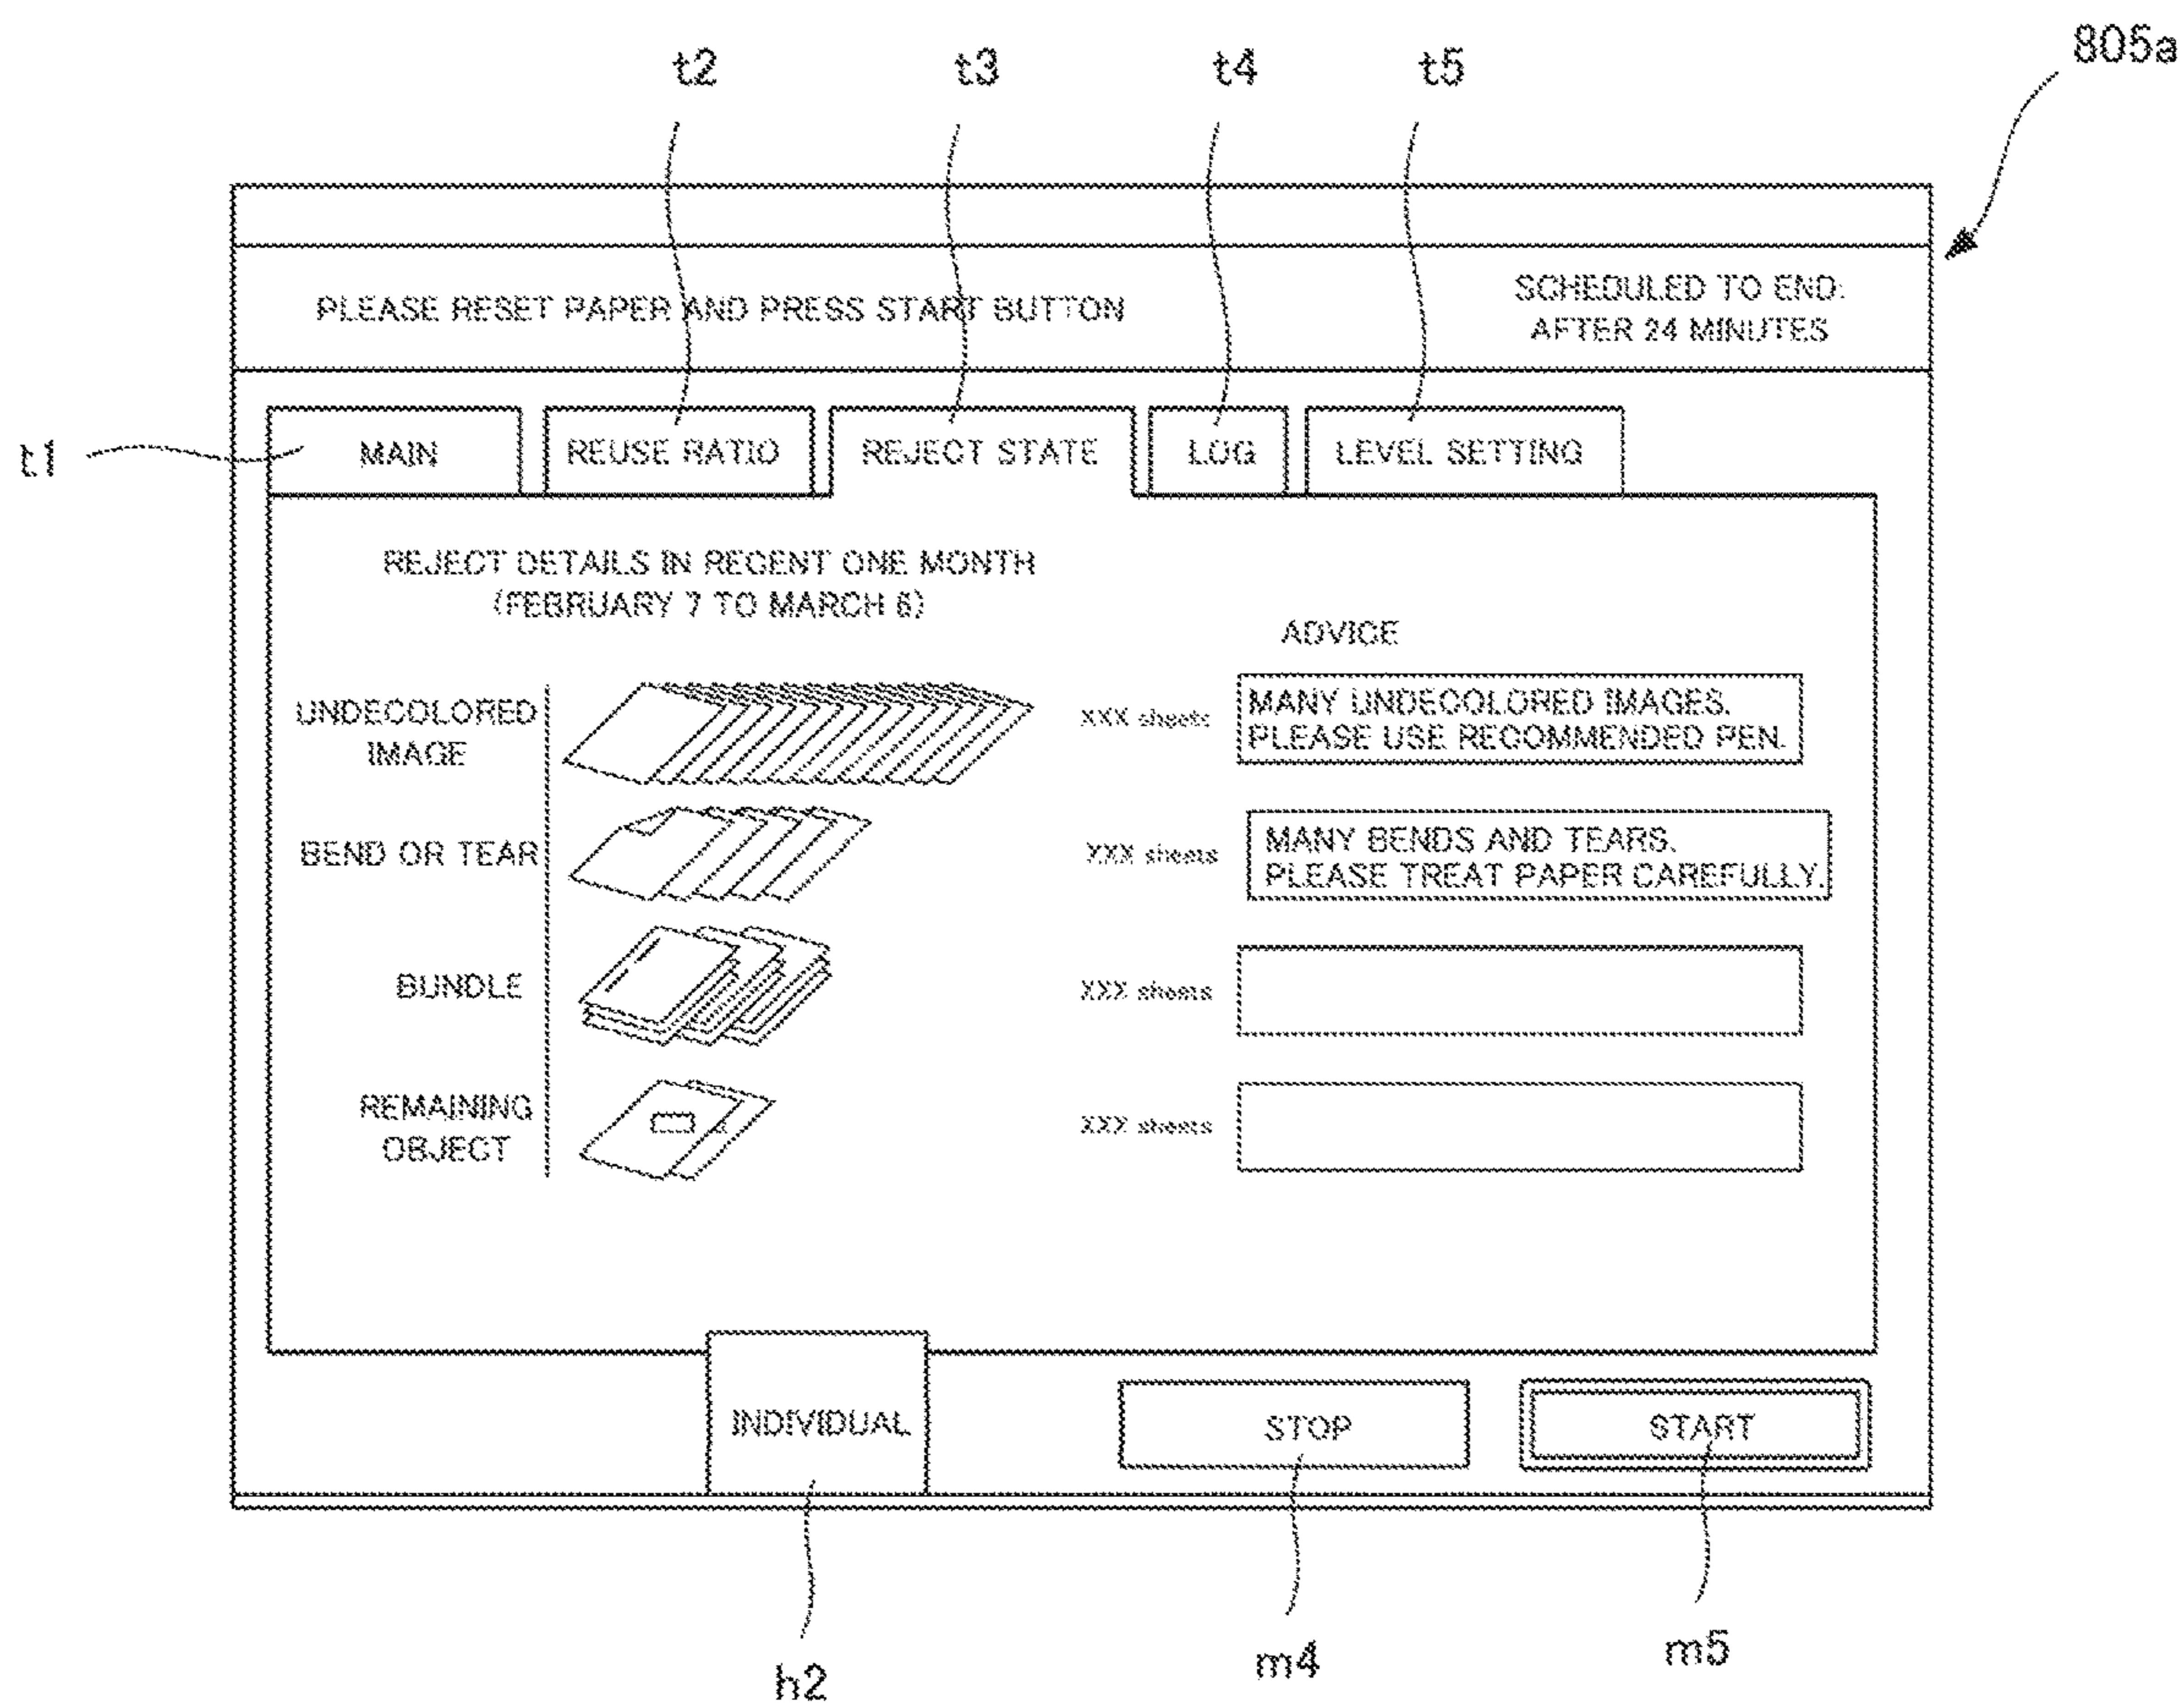 805a
t2
t3
t4
t5
PLEASE RESET PAPER AND PRESS START BUTTON
SCHEDULED TO END:
AFTER 24 MINUTES
t1
MAIN
REUSE RATIO
REJECT STATE
LOG
LEVEL SETTING
REJECT DETAILS IN RECENT ONE MONTH
(FEBRUARY 7 TO MARCH 6)
ADVICE
UNDECOLORED
IMAGE
XXX sheets
MANY UNDECOLORED IMAGES.
PLEASE USE RECOMMENDED PEN.
BEND OR TEAR
XXX sheets
MANY BENDS AND TEARS.
PLEASE TREAT PAPER CAREFULLY.
BUNDLE
XXX sheets
REMAINING
OBJECT
XXX sheets
INDIVIDUAL
STOP
START
h2
m4
m5